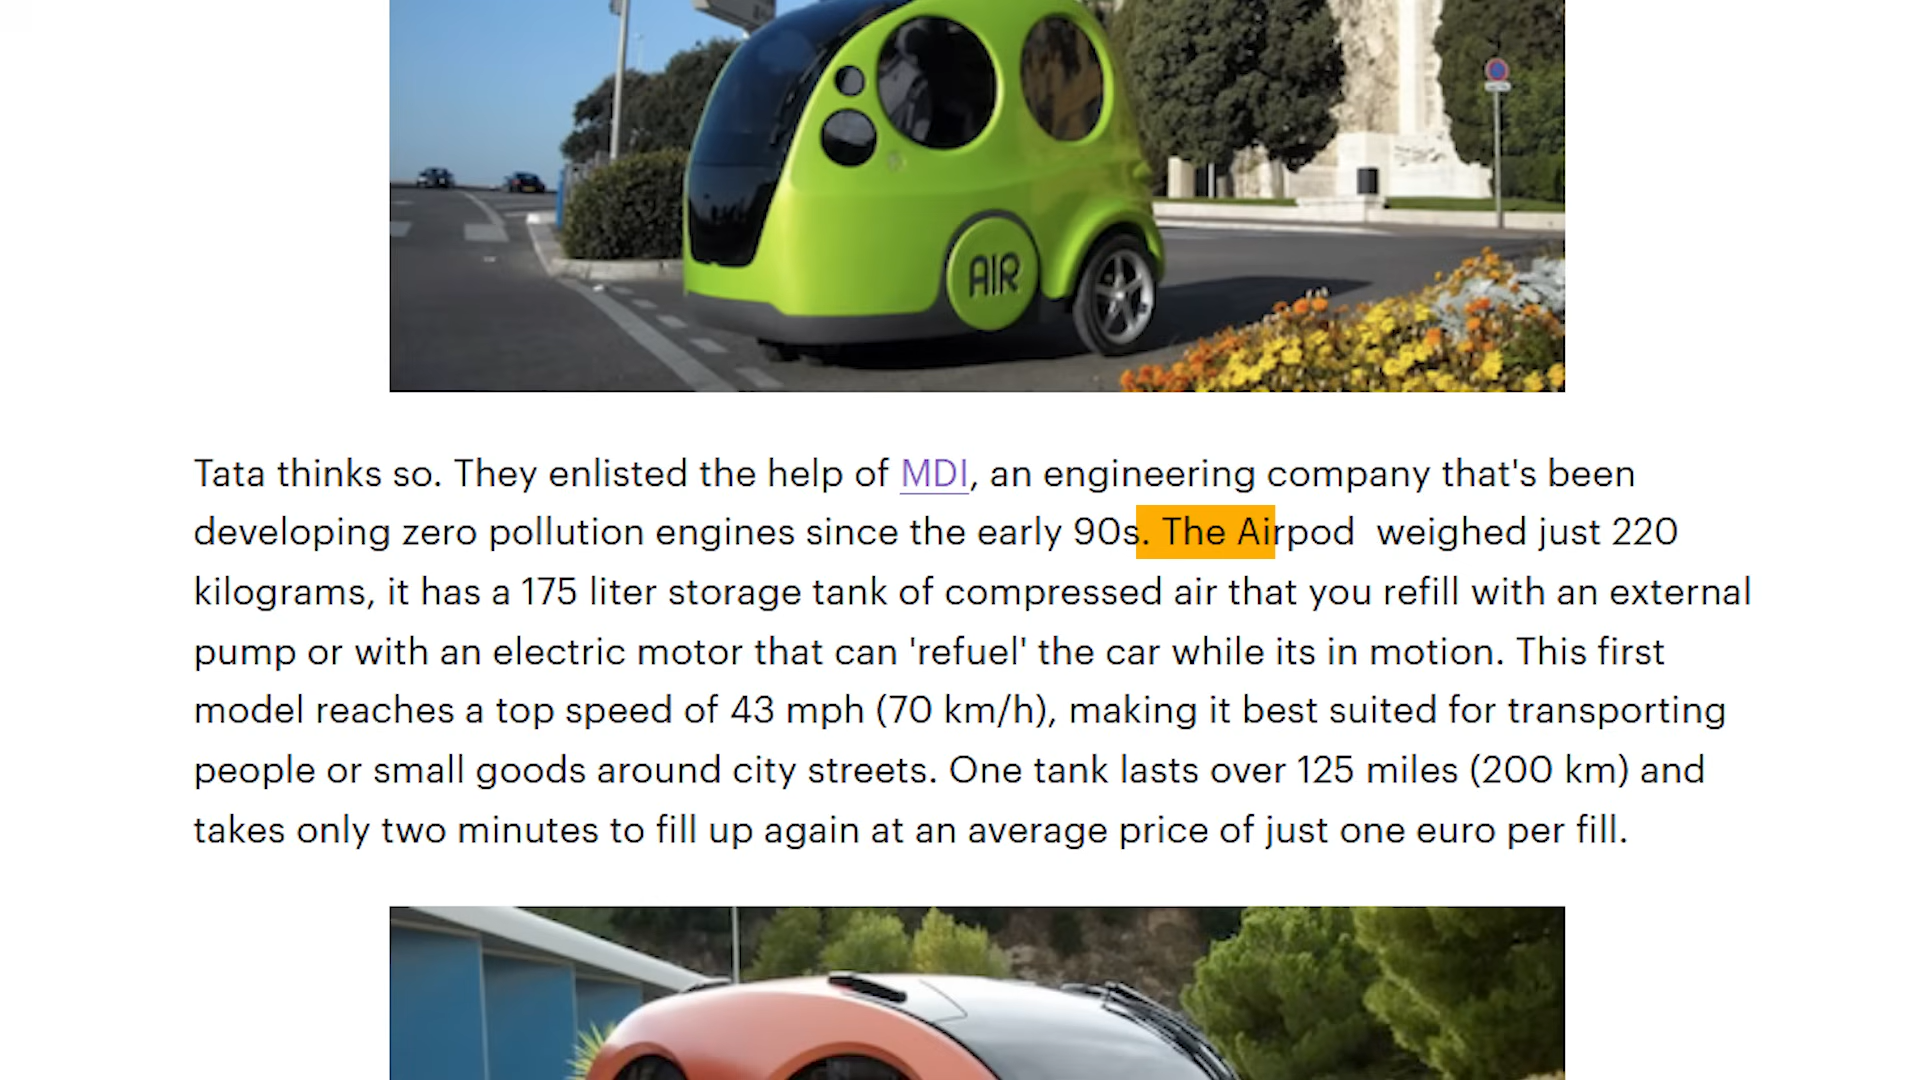 AIR
Tata thinks so. They enlisted the help of MDI, an engineering company that's been
developing zero pollution engines since the early 90s. The Airpod  weighed just 220
kilograms, it has a 175 liter storage tank of compressed air that you refill with an external
pump or with an electric motor that can 'refuel' the car while its in motion. This first
model reaches a top speed of 43 mph (70 km/h), making it best suited for transporting
people or small goods around city streets. One tank lasts over 125 miles (200 km) and
takes only two minutes to fill up again at an average price of just one euro per fill.